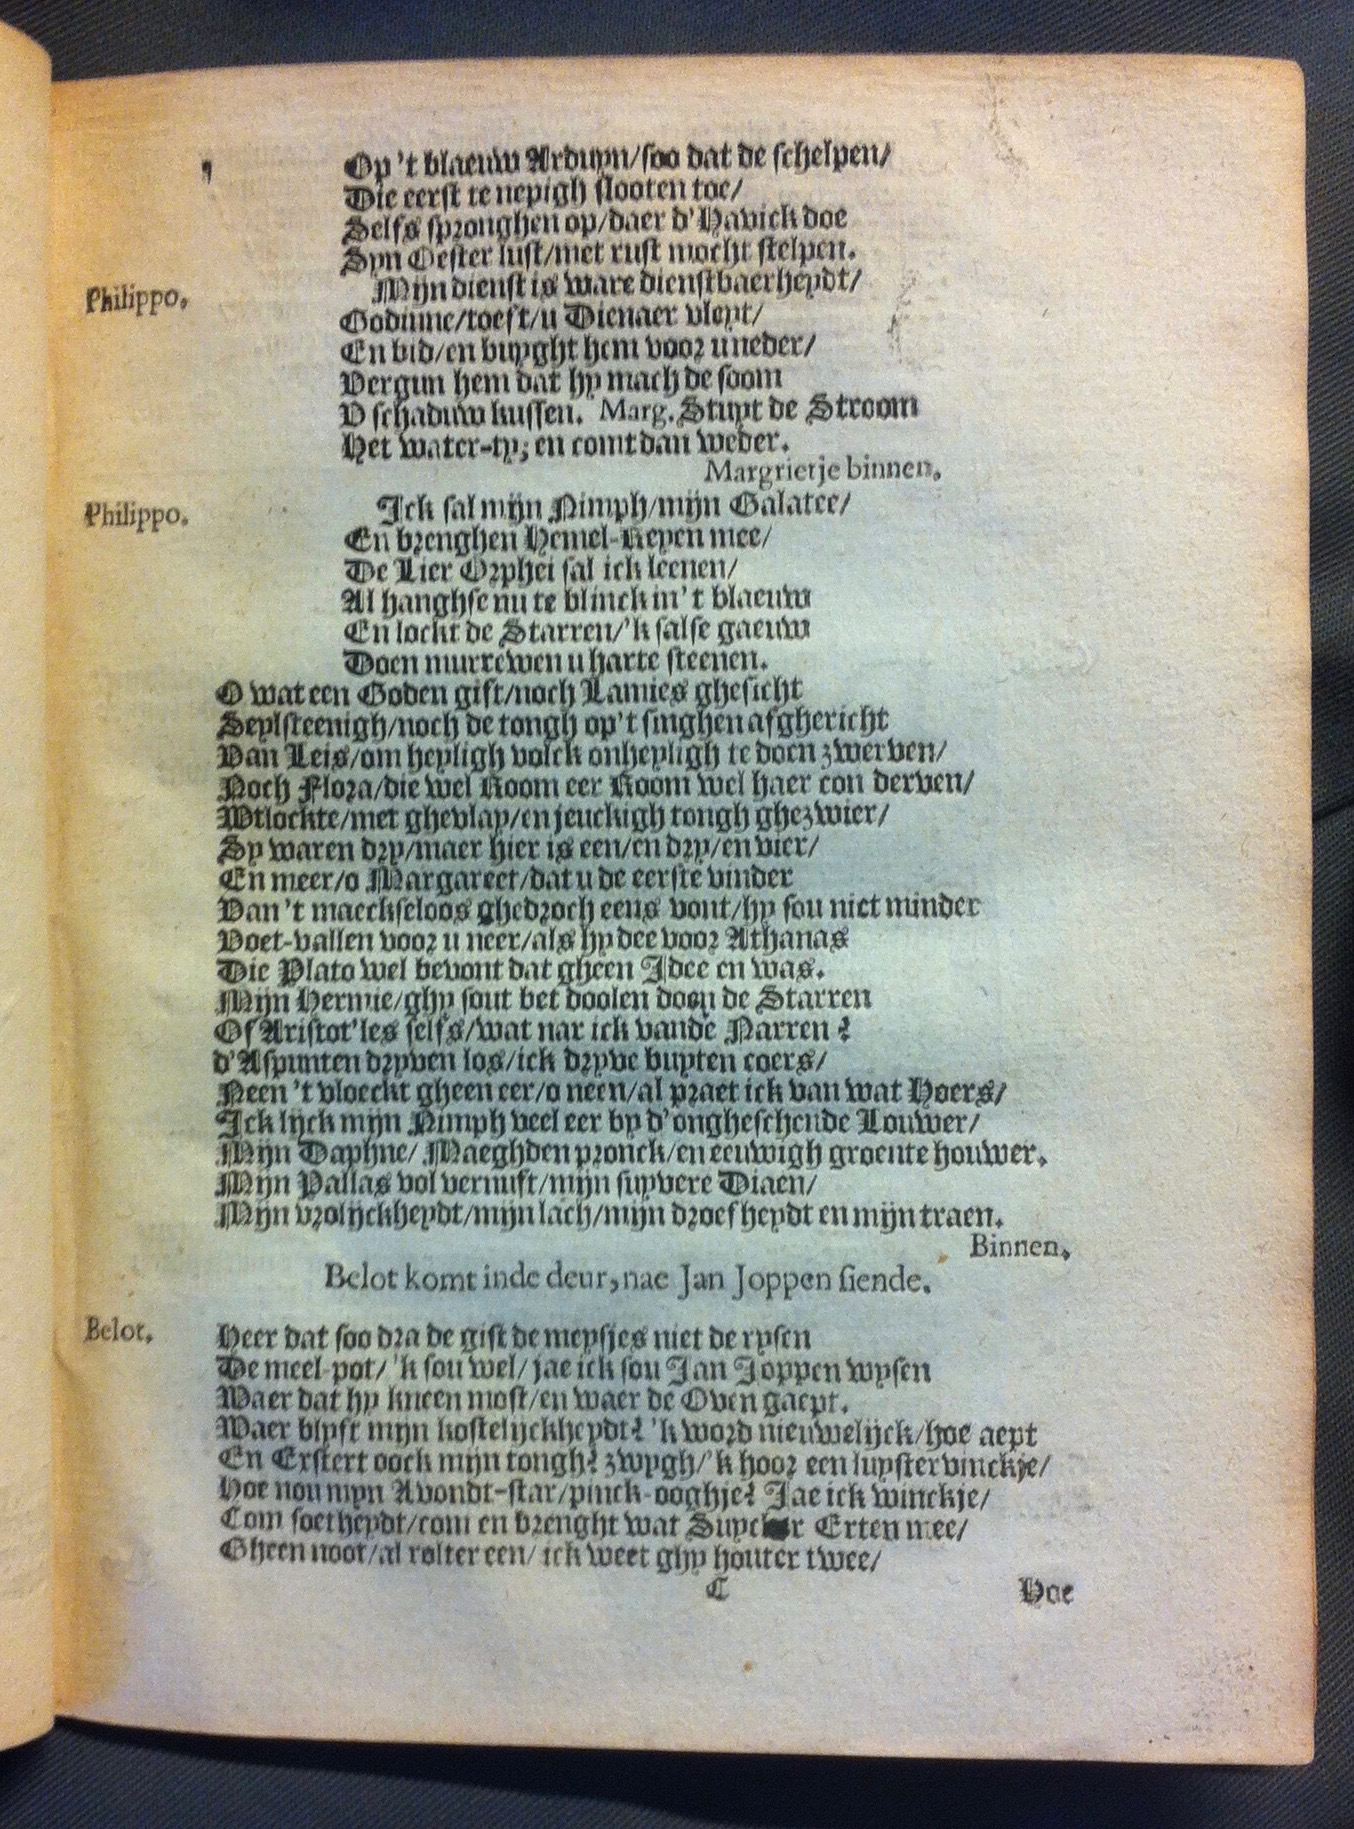 Op 't blaeuw Arduyn/soo dat de schelpen/
Die eerst te nepigh slooten toe/
Selfs spronghen op/daer d'Havick doe
Syn Oester lust/met rust mocht stelpen.
Philippo. Mijn dienst is ware dienstbaerheydt/
Godinne/toeft/u Dienaer vleyt/
En bid/en buyght hem voor u neder/
Vergun hem dat hy mach de soom
V schaduw kussen. Marg. Stuyt de Stroom
Het water-ty; en comt dan weder.
Margrietje binnen.
Philippo. Ick sal mijn Nimph/mijn Galatee/
En brenghen Hemel-Reyen mee/
De Lier Orphei sal ick leenen/
Al hanghse nu te blinck in't blaeuw
En lockt de Starren/'k salse gaeuw
Doen murrewen u harte steenen.
O wat een Goden gift/noch Lamies ghesicht
Seylsteenigh/noch de tongh op't singhen afghericht
Van Leis/om heyligh volck onheyligh te doen zwerven/
Noch Flora/die wel Room eer Room wel haer con derven/
Wtlockte/met ghevlay/en jeuckigh tongh ghezwier/
Sy waren dry/maer hier is een/en dry/en vier/
En meer/o Margareet/dat u de eerste vinder
Van 't maeckseloos ghedroch eens vont/hy sou niet minder
Voet-vallen voor u neer/als hy dee voor Athanas
Die Plato wel bevont dat gheen Idee en was.
Mijn Hermie/ghy sout bet doolen doen de Starren
Of Aristot'les selfs/wat nar ick vande Narren?
d'Aspunten dryven los/ick dryve buyten coers/
Neen 't vloeckt gheen eer/o neen/al praet ick van wat Hoers/
Ick lijck mijn Nimph veel eer by d'ongheschende Louwer/
Mijn Daphne/Maeghden pronck/en eeuwigh groente houwer.
Mijn Pallas vol vernuft/mijn suyvere Diaen/
Mijn vrolijckheydt/mijn lach/mijn droefheydt en mijn traen.
Binnen.
Belot komt inde deur, nae Jan Joppen siende.
Belot. Heer dat soo dra de gist de meysjes niet de rysen
De meel-pot/'k sou wel/jae ick sou Jan Joppen wysen
Waer dat hy kneen most/en waer de Oven gaept.
Waer blyft mijn kostelijckheydt? 'k word nieuwelijck/hoe aept
En Erstert oock mijn tongh? zwygh/'k hoor een luystervinckje/
Hoe nou myn Avondt-star/pinck-ooghje? Jae ick winckje/
Com soetheydt/com en brenght wat Suycker Erten mee/
Gheen noot/al rolter een/ick weet ghy houter twee/
C Hoe